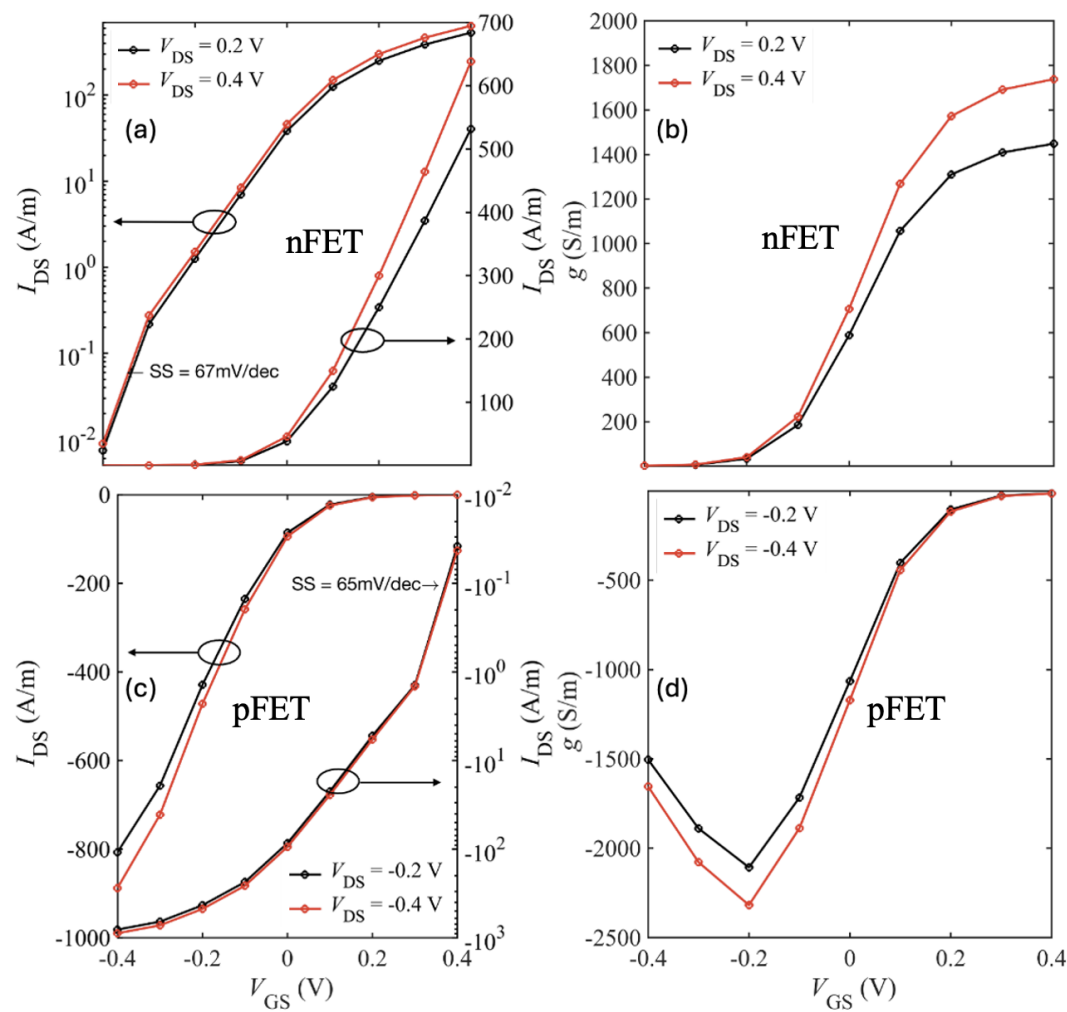 V_DS = 0.2 V
V_DS = 0.4 V
(a)
nFET
SS = 67mV/dec
I_DS (A/m)
10^2
10^1
10^0
10^-1
10^-2
700
600
500
400
300
200
100
I_DS (A/m)
V_DS = 0.2 V
V_DS = 0.4 V
(b)
nFET
g (S/m)
2000
1800
1600
1400
1200
1000
800
600
400
200
(c)
pFET
SS = 65mV/dec
I_DS (A/m)
0
-200
-400
-600
-800
-1000
-10^-2
-10^-1
-10^0
-10^1
-10^2
-10^3
I_DS (A/m)
V_DS = -0.2 V
V_DS = -0.4 V
-0.4
-0.2
0
0.2
0.4
V_GS (V)
V_DS = -0.2 V
V_DS = -0.4 V
(d)
pFET
g (S/m)
-500
-1000
-1500
-2000
-2500
-0.4
-0.2
0
0.2
0.4
V_GS (V)